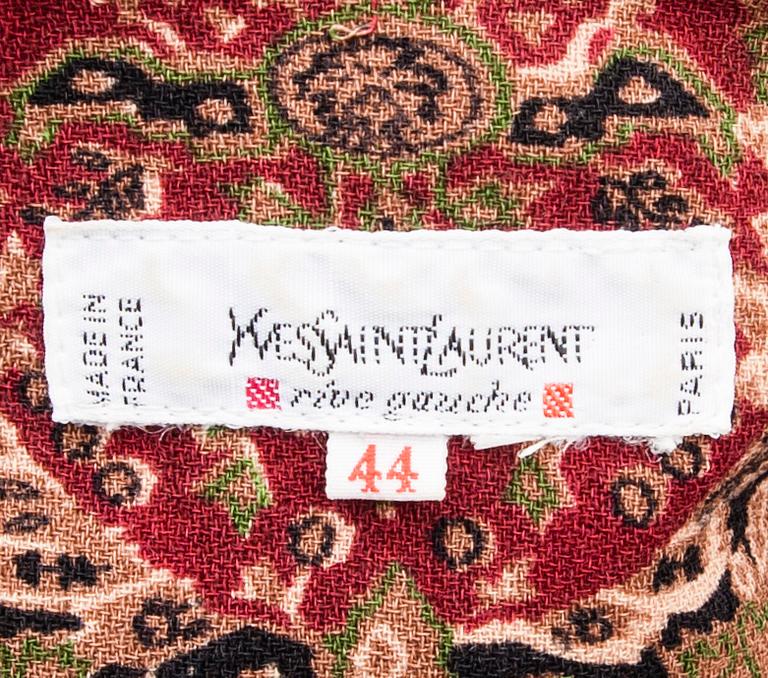 MADE IN
FRANCE
YVESSAINTLAURENT
rive gauche
PARIS
44